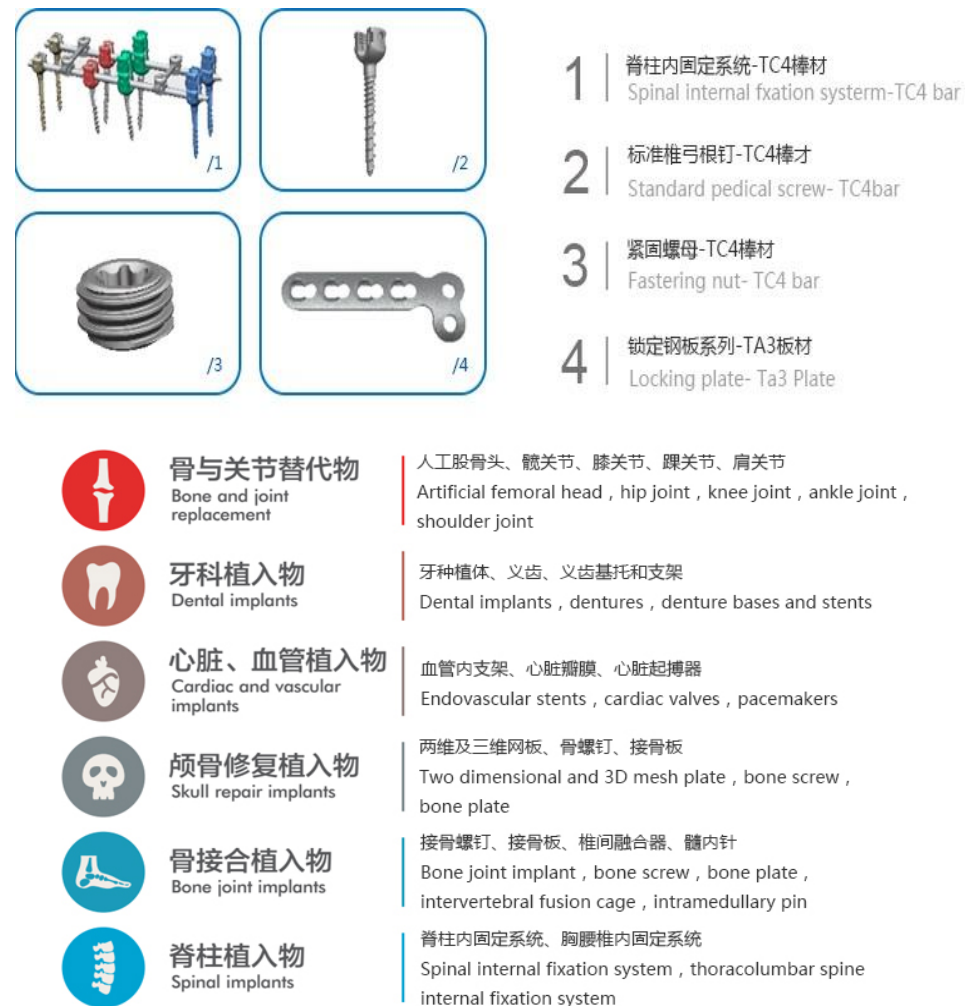 /1
/2
/3
/4
1
脊柱内固定系统-TC4棒材
Spinal internal fxation systerm-TC4 bar
2
标准椎弓根钉-TC4棒才
Standard pedical screw- TC4bar
3
紧固螺母-TC4棒材
Fastering nut- TC4 bar
4
锁定钢板系列-TA3板材
Locking plate- Ta3 Plate
骨与关节替代物
Bone and joint
replacement
人工股骨头、髋关节、膝关节、踝关节、肩关节
Artificial femoral head , hip joint , knee joint , ankle joint ,
shoulder joint
牙科植入物
Dental implants
牙种植体、义齿、义齿基托和支架
Dental implants , dentures , denture bases and stents
心脏、血管植入物
Cardiac and vascular
implants
血管内支架、心脏瓣膜、心脏起搏器
Endovascular stents , cardiac valves , pacemakers
颅骨修复植入物
Skull repair implants
两维及三维网板、骨螺钉、接骨板
Two dimensional and 3D mesh plate , bone screw ,
bone plate
骨接合植入物
Bone joint implants
接骨螺钉、接骨板、椎间融合器、髓内针
Bone joint implant , bone screw , bone plate ,
intervertebral fusion cage , intramedullary pin
脊柱植入物
Spinal implants
脊柱内固定系统、胸腰椎内固定系统
Spinal internal fixation system , thoracolumbar spine
internal fixation system